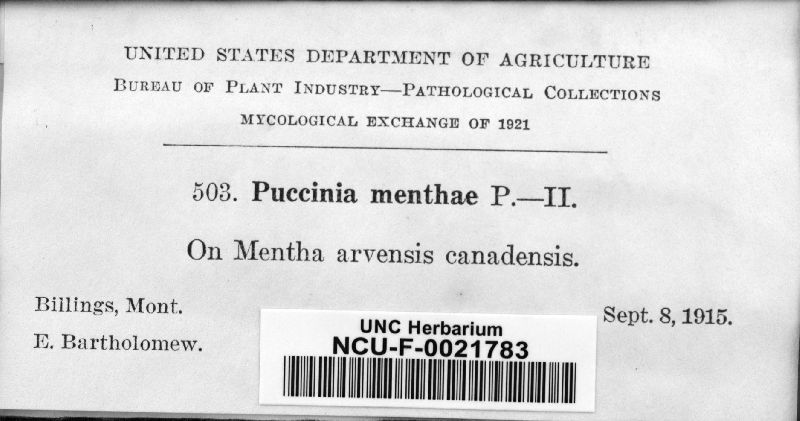 UNITED STATES DEPARTMENT OF AGRICULTURE
BUREAU OF PLANT INDUSTRY—PATHOLOGICAL COLLECTIONS
MYCOLOGICAL EXCHANGE OF 1921
503. Puccinia menthae P.—II.
On Mentha arvensis canadensis.
Billings, Mont.
Sept. 8, 1915.
E. Bartholomew.
UNC Herbarium
NCU-F-0021783